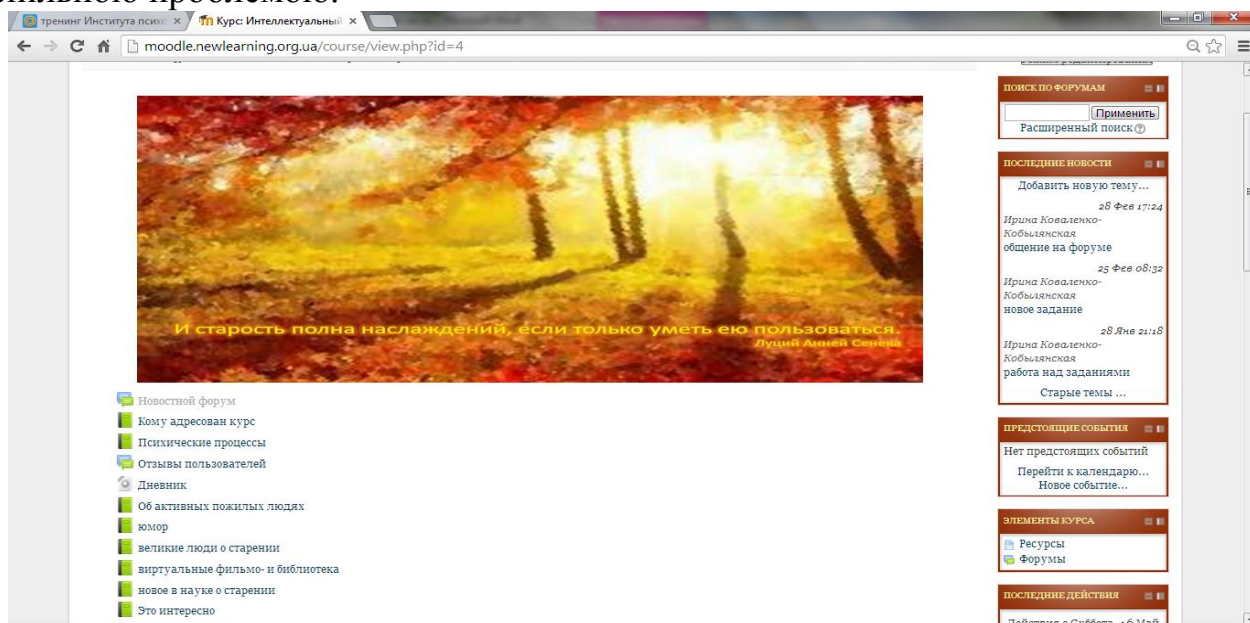 тренинг Института психо
Курс: Интеллектуальный
moodle.newlearning.org.ua/course/view.php?id=4
И старость полна наслаждений, если только уметь ею пользоваться.
Луций Анней Сенека
Новостной форум
Кому адресован курс
Психические процессы
Отзывы пользователей
Дневник
Об активных пожилых людях
юмор
великие люди о старении
виртуальные фильмо- и библиотека
новое в науке о старении
Это интересно
ПОИСК ПО ФОРУМАМ
Применить
Расширенный поиск
ПОСЛЕДНИЕ НОВОСТИ
Добавить новую тему...
28 Фев 17:24
Ирина Коваленко-
Кобылянская
общение на форуме
25 Фев 08:32
Ирина Коваленко-
Кобылянская
новое задание
28 Янв 21:18
Ирина Коваленко-
Кобылянская
работа над заданиями
Старые темы ...
ПРЕДСТОЯЩИЕ СОБЫТИЯ
Нет предстоящих событий
Перейти к календарю...
Новое событие...
ЭЛЕМЕНТЫ КУРСА
Ресурсы
Форумы
ПОСЛЕДНИЕ ДЕЙСТВИЯ